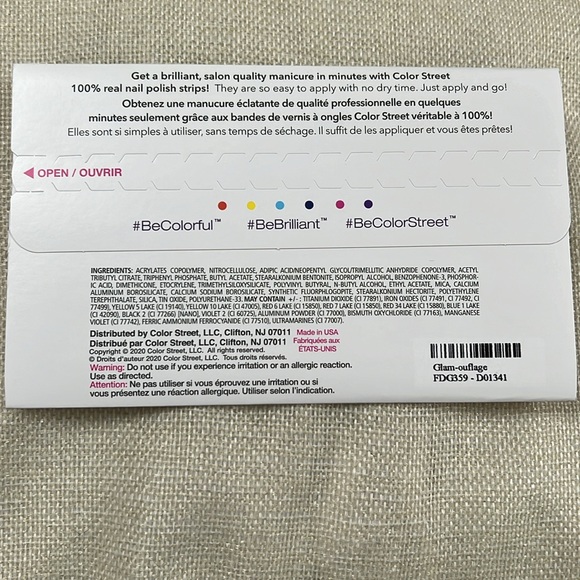 Get a brilliant, salon quality manicure in minutes with Color Street
100% real nail polish strips! They are so easy to apply with no dry time. Just apply and go!
Obtenez une manucure éclatante de qualité professionnelle en quelques
minutes seulement grâce aux bandes de vernis à ongles Color Street véritable à 100%!
Elles sont si simples à utiliser, sans temps de séchage. Il suffit de les appliquer et vous êtes prêtes!
OPEN / OUVRIR
#BeColorful™ #BeBrilliant™ #BeColorStreet™
INGREDIENTS: ACRYLATES COPOLYMER, NITROCELLULOSE, ADIPIC ACID/NEOPENTYL GLYCOL/TRIMELLITIC ANHYDRIDE COPOLYMER, ACETYL
TRIBUTYL CITRATE, TRIPHENYL PHOSPHATE, BUTYL ACETATE, STEARALKONIUM BENTONITE, ISOPROPYL ALCOHOL, BENZOPHENONE-3, PHOSPHOR-
IC ACID, DIMETHICONE, ETOCRYLENE, TRIMETHYLSILOXYSILICATE, POLYVINYL BUTYRAL, N-BUTYL ALCOHOL, ETHYL ACETATE, MICA, CALCIUM
ALUMINUM BOROSILICATE, CALCIUM SODIUM BOROSILICATE, SYNTHETIC FLUORPHLOGOPITE, STEARALKONIUM HECTORITE, POLYETHYLENE
TEREPHTHALATE, SILICA, TIN OXIDE, POLYURETHANE-33. MAY CONTAIN +/- : TITANIUM DIOXIDE (CI 77891), IRON OXIDES (CI 77491, CI 77492, CI
77499), YELLOW 5 LAKE (CI 19140), YELLOW 10 LAKE (CI 47005), RED 6 LAKE (CI 15850), RED 7 LAKE (CI 15850), RED 34 LAKE (CI 15880), BLUE 1 LAKE
(CI 42090), BLACK 2 (CI 77266) [NANO], VIOLET 2 (CI 60725), ALUMINUM POWDER (CI 77000), BISMUTH OXYCHLORIDE (CI 77163), MANGANESE
VIOLET (CI 77742), FERRIC AMMONIUM FERROCYANIDE (CI 77510), ULTRAMARINES (CI 77007).
Distributed by Color Street, LLC, Clifton, NJ 07011 Made in USA
Distribué par Color Street, LLC, Clifton, NJ 07011 Fabriquées aux
Copyright © 2020 Color Street, LLC. All rights reserved. ÉTATS-UNIS
© Droits d'auteur 2020 Color Street, LLC. Tous droits réservés.
Warning: Do not use if you experience irritation or an allergic reaction.
Use as directed.
Attention: Ne pas utiliser si vous éprouvez une irritation ou si
vous présentez une réaction allergique. Utiliser selon l'indication.
Glam-ouflage
FDG359 - D01341